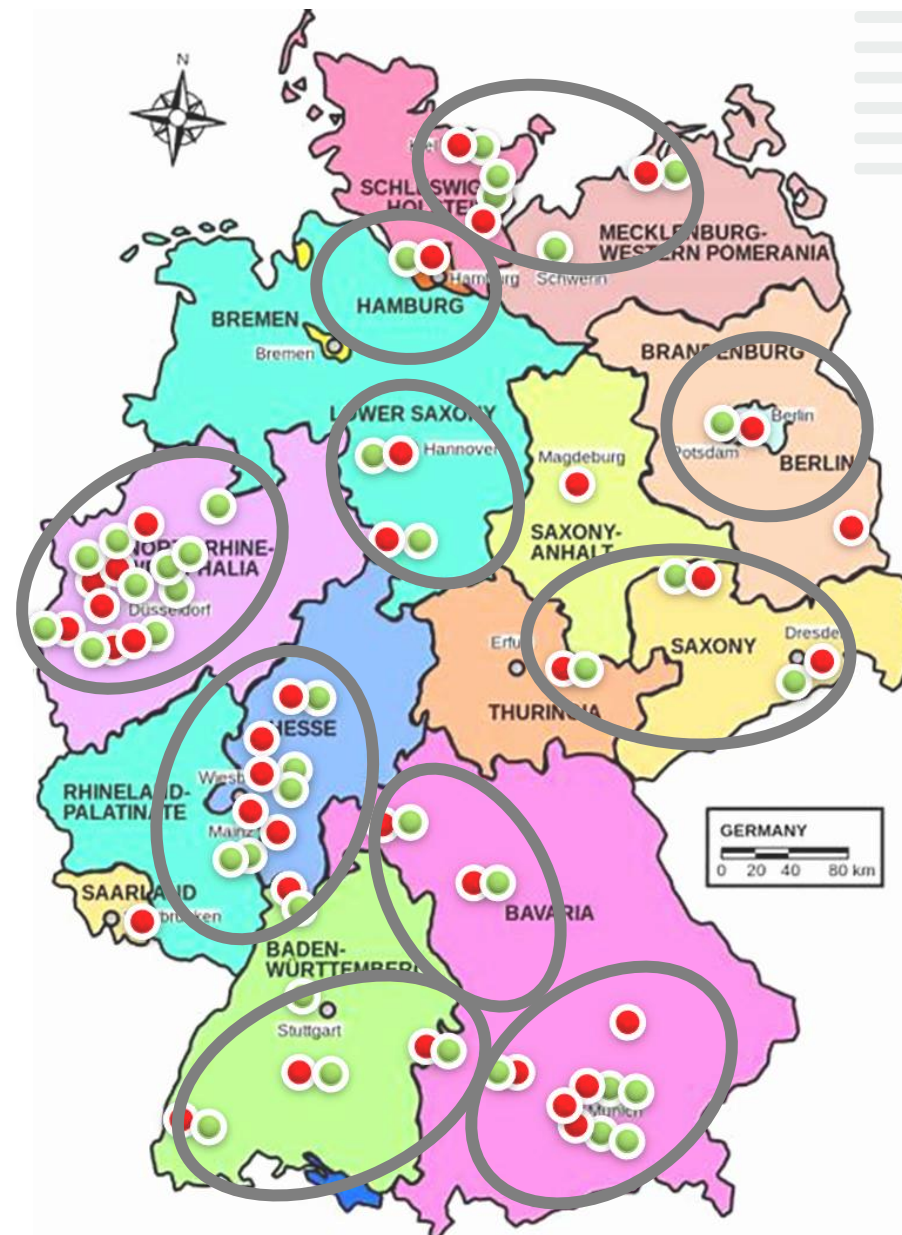 N
SCHLESWIG
HOLSTEIN
MECKLENBURG-
WESTERN POMERANIA
Hamburg
Schwerin
HAMBURG
BREMEN
Bremen
BRANDENBURG
LOWER SAXONY
Berlin
Hannover
Potsdam
Magdeburg
BERLIN
SAXONY-
ANHALT
NORTH RHINE-
WESTPHALIA
Düsseldorf
Erfurt
SAXONY
Dresden
HESSE
THURINGIA
RHINELAND-
PALATINATE
Mainz
GERMANY
0 20 40 80 km
SAARLAND
BAVARIA
BADEN-
WÜRTTEMBERG
Stuttgart
Munich